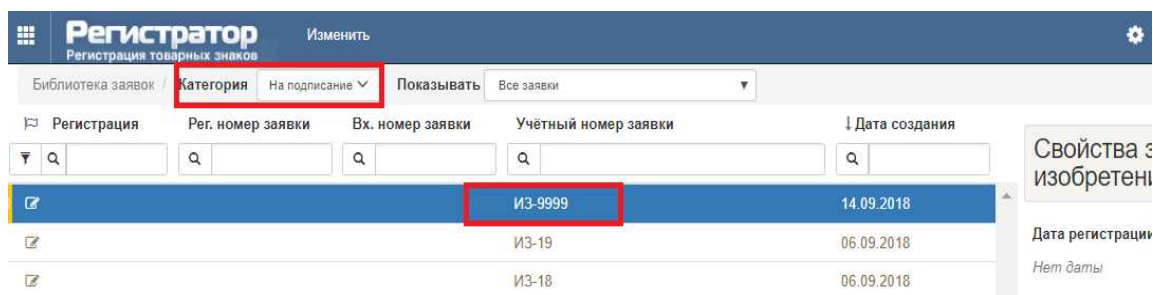 Регистратор
Изменить
Регистрация товарных знаков
Библиотека заявок / Категория На подписание Показывать Все заявки
Регистрация Рег. номер заявки Вх. номер заявки Учётный номер заявки ↓Дата создания
Свойства з
изобретени
ИЗ-9999 14.09.2018
ИЗ-19 06.09.2018
Дата регистрации
Нет даты
ИЗ-18 06.09.2018